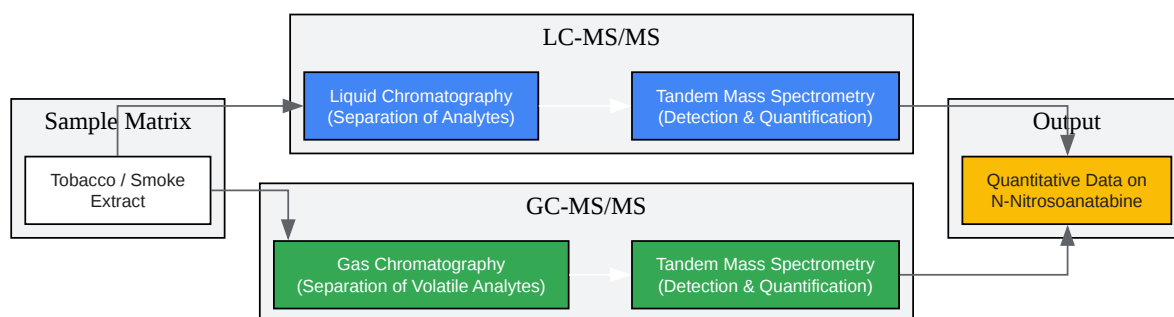 LC-MS/MS
Liquid Chromatography
(Separation of Analytes)
Tandem Mass Spectrometry
(Detection & Quantification)
Sample Matrix
Tobacco / Smoke
Extract
Output
Quantitative Data on
N-Nitrosoanatabine
GC-MS/MS
Gas Chromatography
(Separation of Volatile Analytes)
Tandem Mass Spectrometry
(Detection & Quantification)